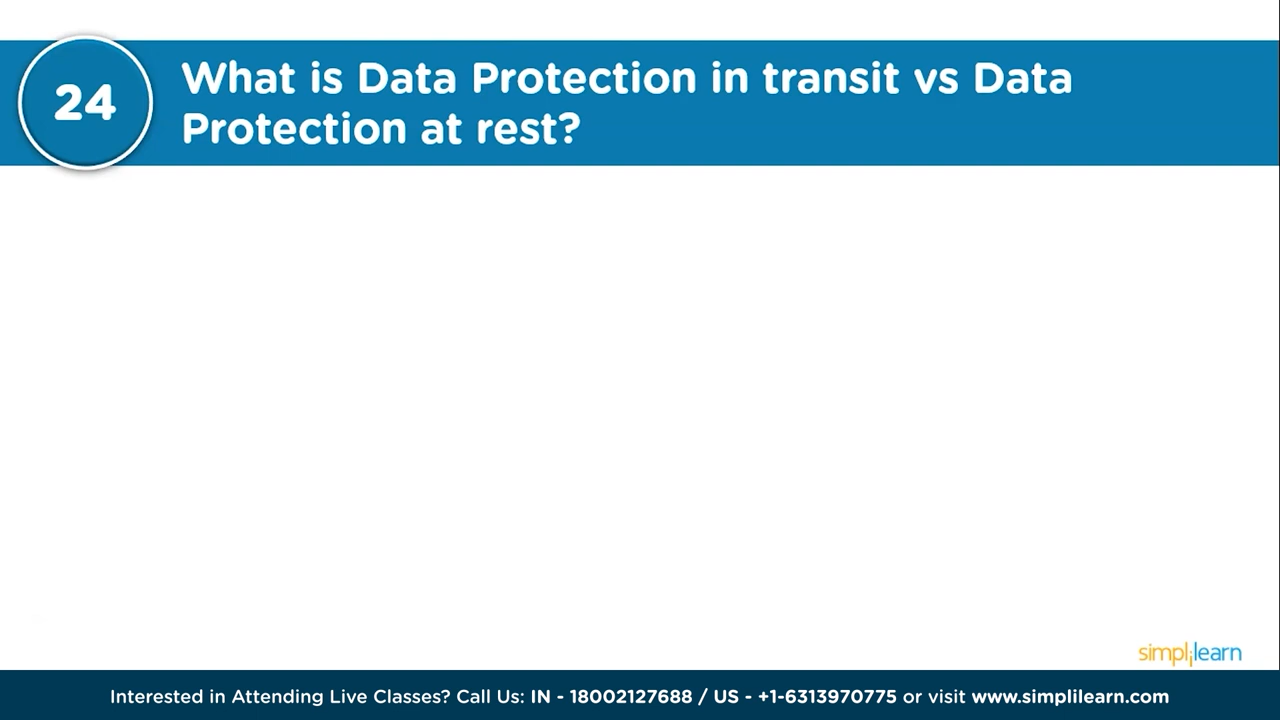 24
What is Data Protection in transit vs Data
Protection at rest?
simplilearn
Interested in Attending Live Classes? Call Us: IN - 18002127688 / US - +1-6313970775 or visit www.simplilearn.com